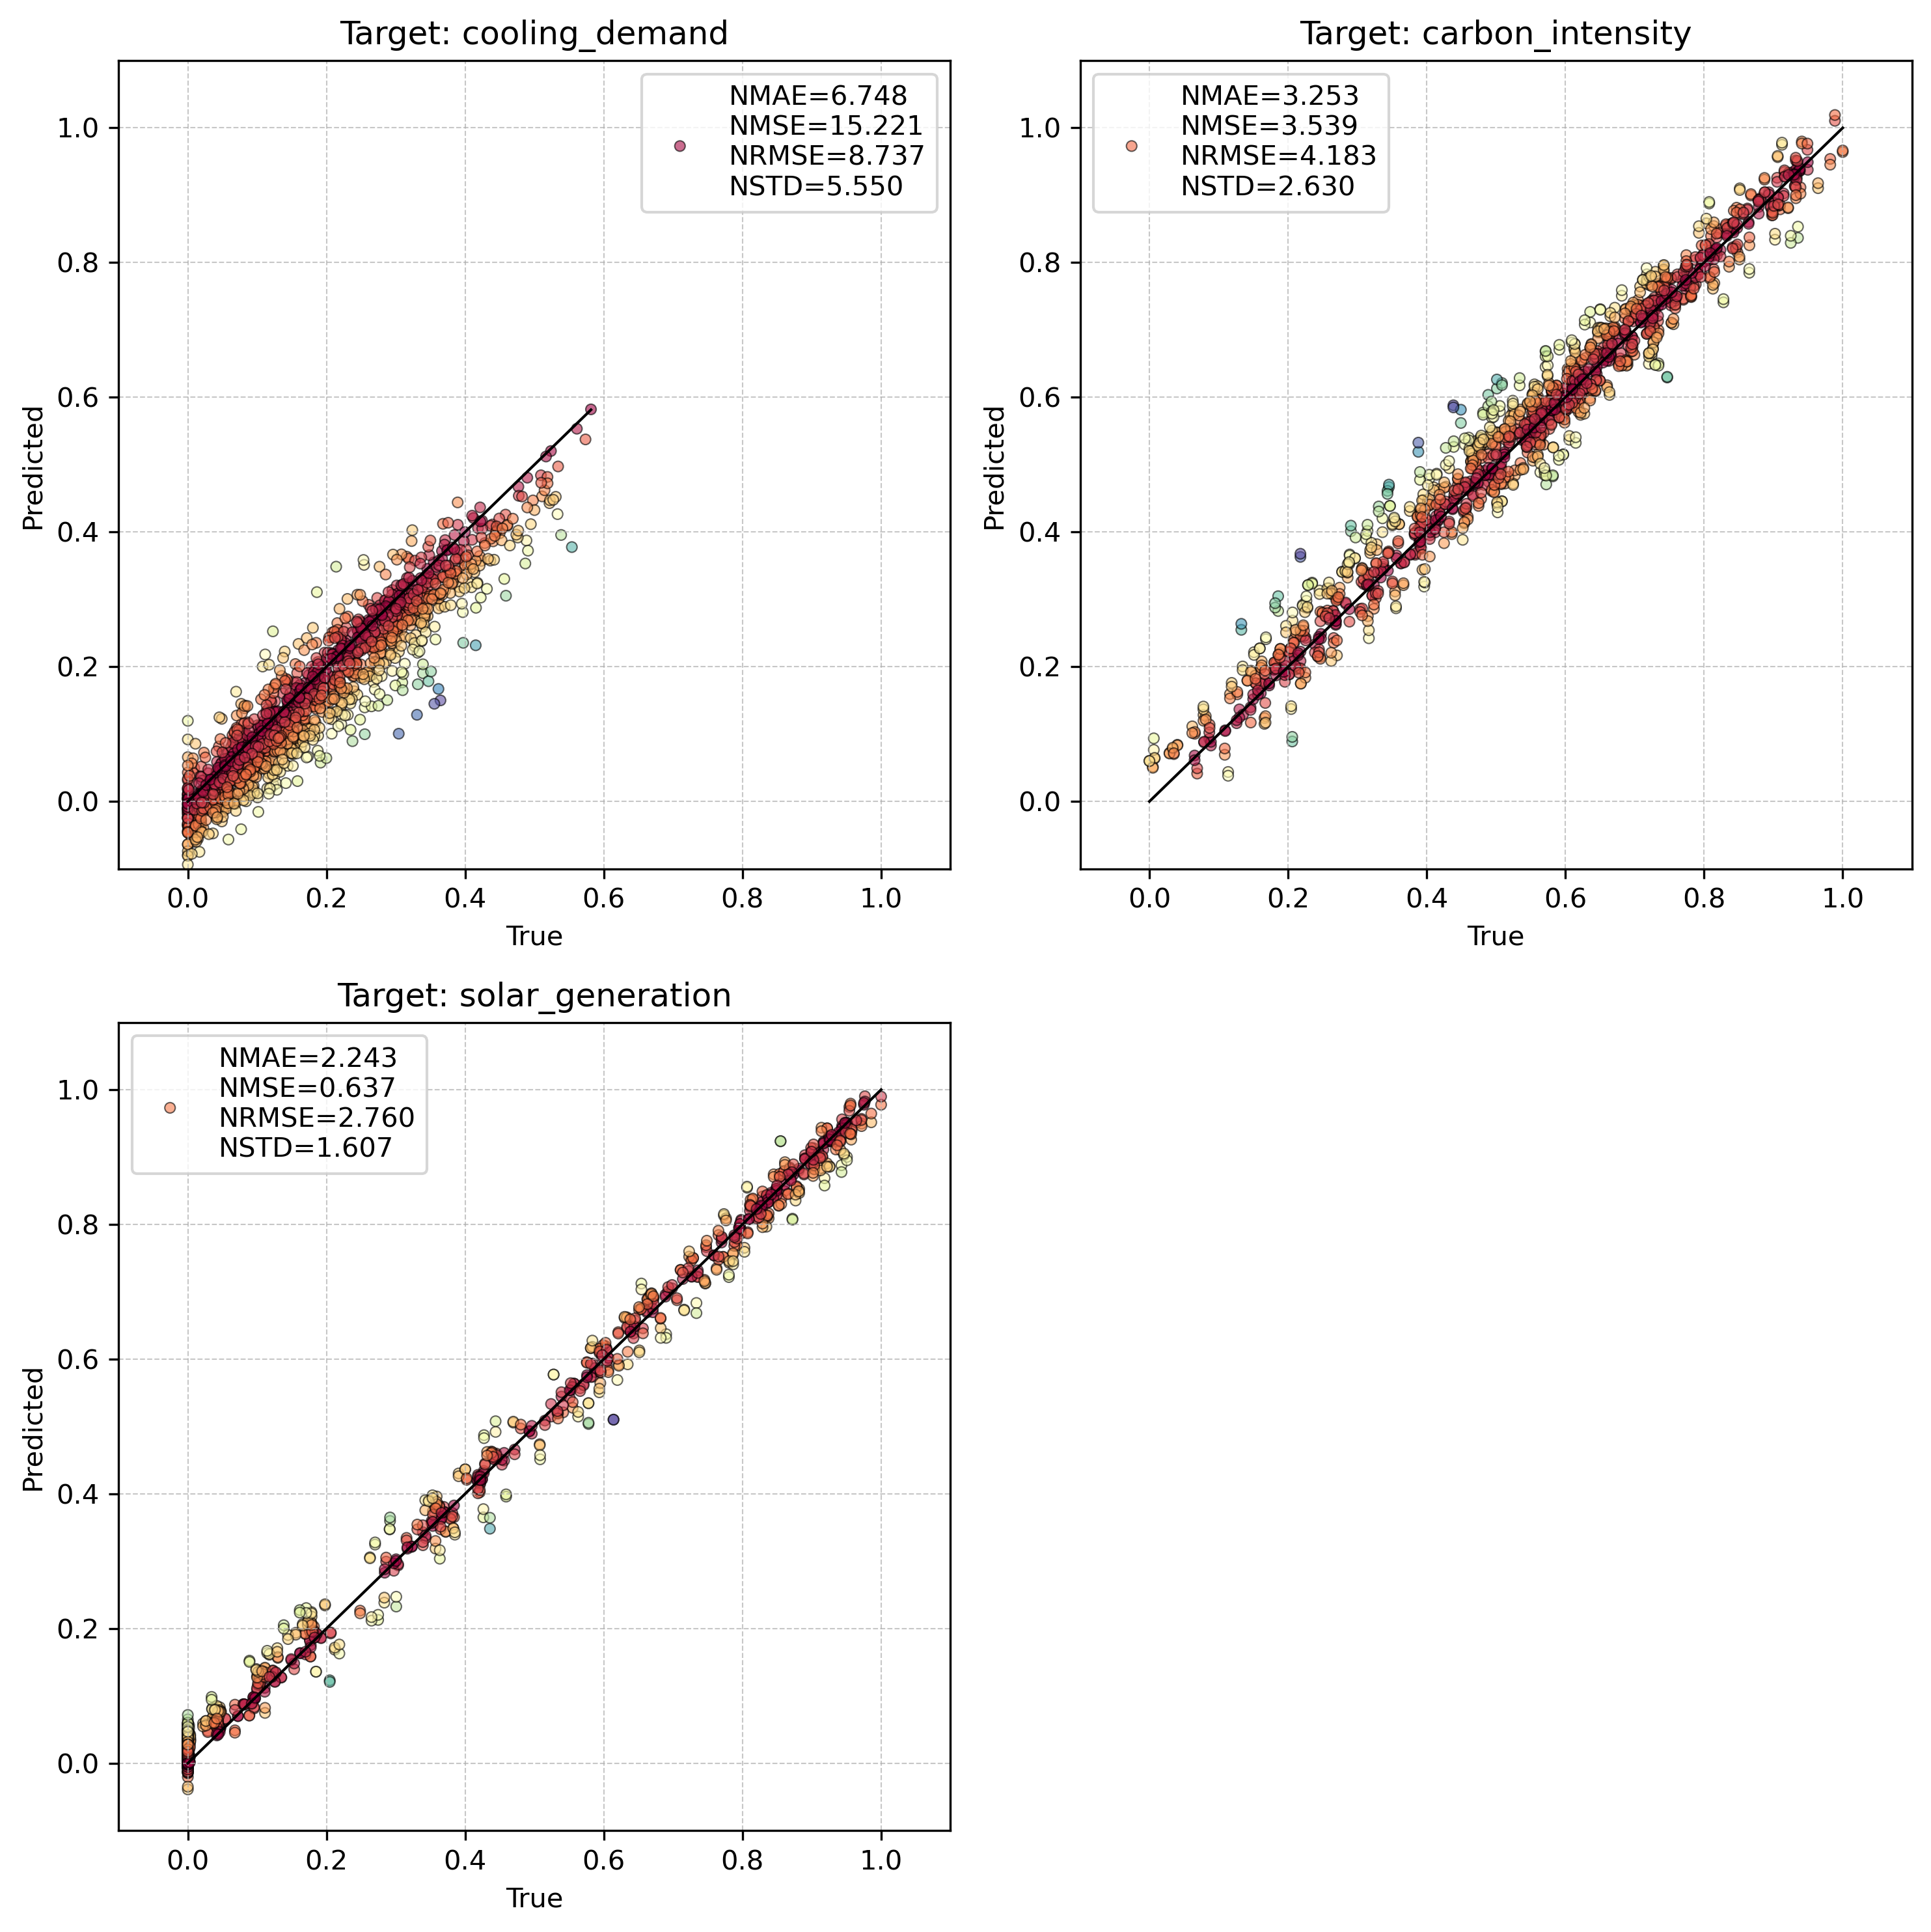 Target: cooling_demand
NMAE=6.748
NMSE=15.221
NRMSE=8.737
NSTD=5.550
1.0
0.8
0.6
0.4
0.2
0.0
Predicted
0.0 0.2 0.4 0.6 0.8 1.0
True
Target: carbon_intensity
NMAE=3.253
NMSE=3.539
NRMSE=4.183
NSTD=2.630
1.0
0.8
0.6
0.4
0.2
0.0
Predicted
0.0 0.2 0.4 0.6 0.8 1.0
True
Target: solar_generation
NMAE=2.243
NMSE=0.637
NRMSE=2.760
NSTD=1.607
1.0
0.8
0.6
0.4
0.2
0.0
Predicted
0.0 0.2 0.4 0.6 0.8 1.0
True